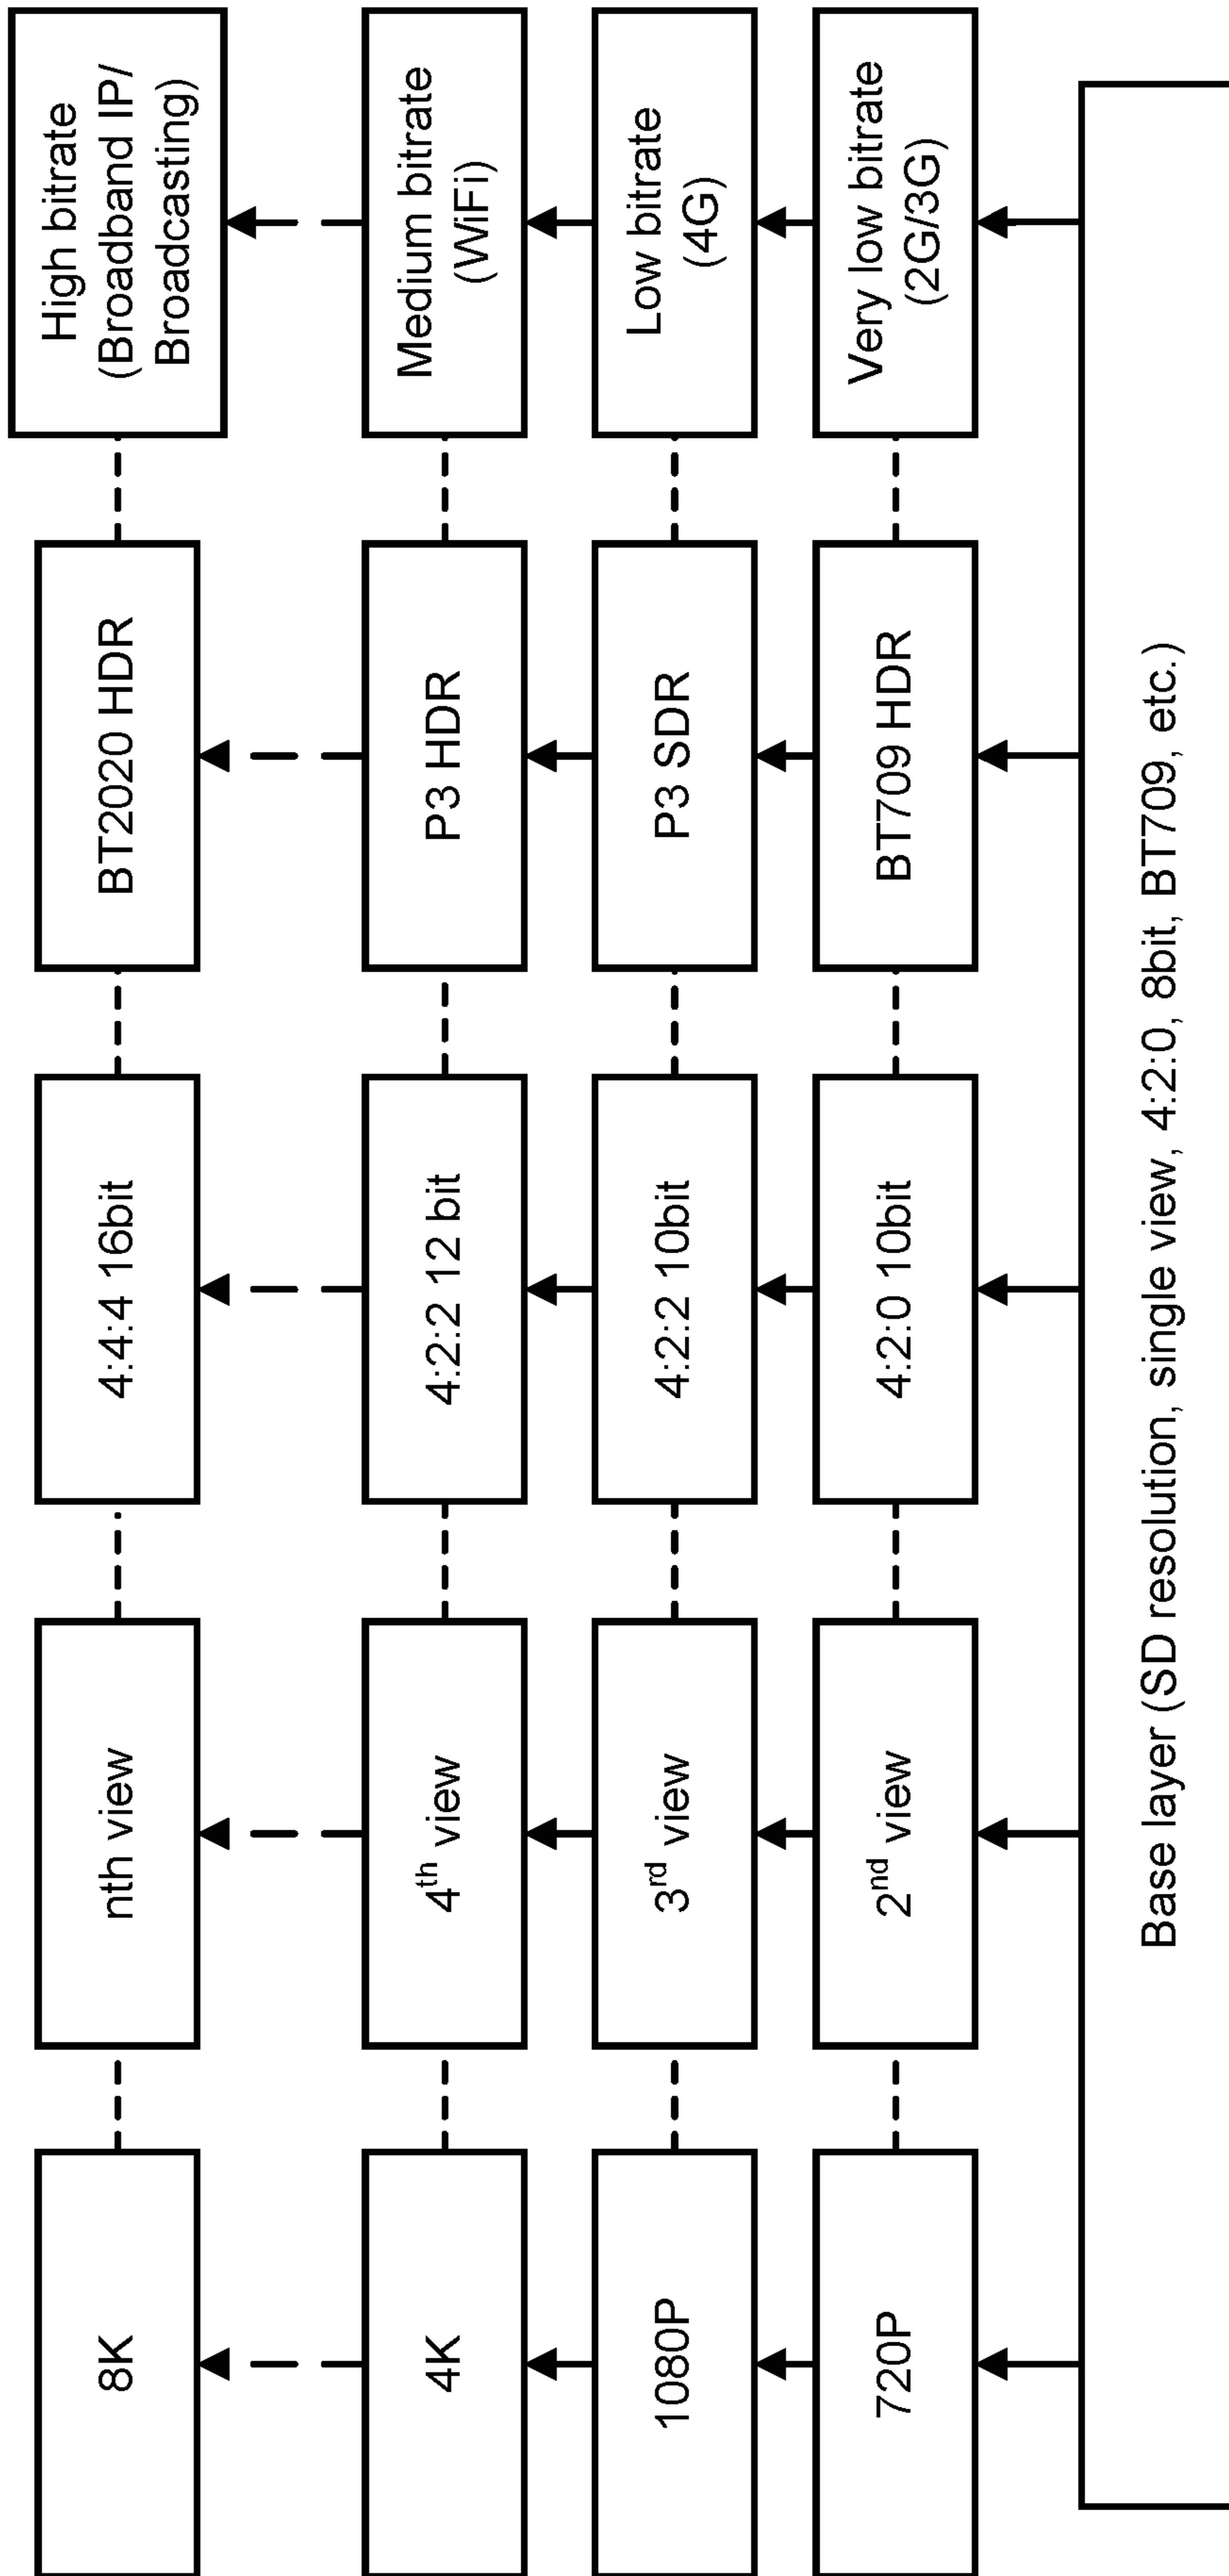 8K
nth view
4:4:4 16bit
BT2020 HDR
High bitrate
(Broadband IP/
Broadcasting)
4K
4th view
4:2:2 12 bit
P3 HDR
Medium bitrate
(WiFi)
1080P
3rd view
4:2:2 10bit
P3 SDR
Low bitrate
(4G)
720P
2nd view
4:2:0 10bit
BT709 HDR
Very low bitrate
(2G/3G)
Base layer (SD resolution, single view, 4:2:0, 8bit, BT709, etc.)